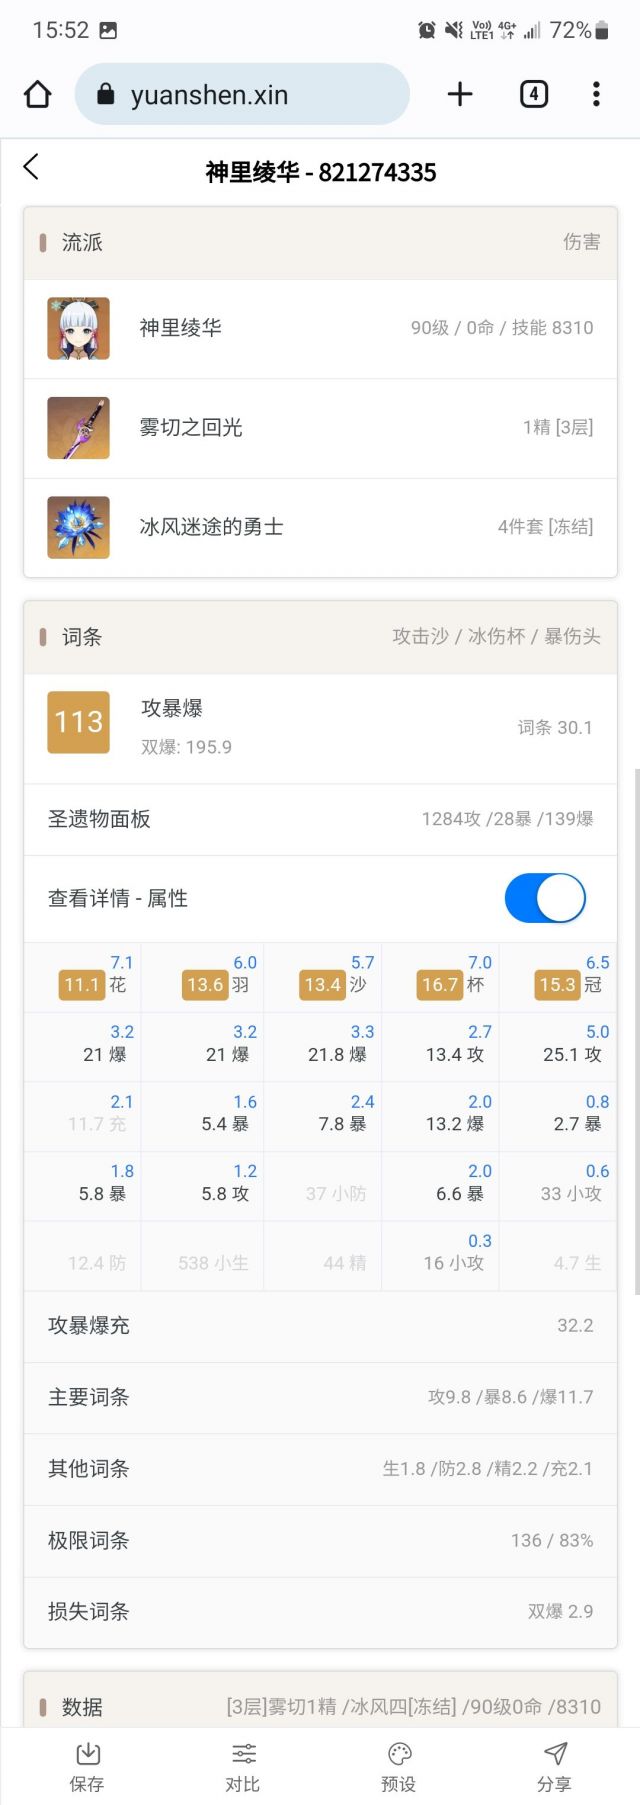 15:52 Vo)) LTE1 4G+ 72%
yuanshen.xin 4
神里绫华 - 821274335
流派 伤害
神里绫华 90级 / 0命 / 技能 8310
雾切之回光 1精 [3层]
冰风迷途的勇士 4件套 [冻结]
词条 攻击沙 / 冰伤杯 / 暴伤头
113 攻暴爆
双爆: 195.9 词条 30.1
圣遗物面板 1284攻 /28暴 /139爆
查看详情 - 属性
7.1 6.0 5.7 7.0 6.5
11.1 花 13.6 羽 13.4 沙 16.7 杯 15.3 冠
3.2 3.2 3.3 2.7 5.0
21 爆 21 爆 21.8 爆 13.4 攻 25.1 攻
2.1 1.6 2.4 2.0 0.8
11.7 充 5.4 暴 7.8 暴 13.2 爆 2.7 暴
1.8 1.2 2.0 0.6
5.8 暴 5.8 攻 37 小防 6.6 暴 33 小攻
0.3
12.4 防 538 小生 44 精 16 小攻 4.7 生
攻暴爆充 32.2
主要词条 攻9.8 /暴8.6 /爆11.7
其他词条 生1.8 /防2.8 /精2.2 /充2.1
极限词条 136 / 83%
损失词条 双爆 2.9
数据 [3层]雾切1精 /冰风四[冻结] /90级0命 /8310
保存 对比 预设 分享